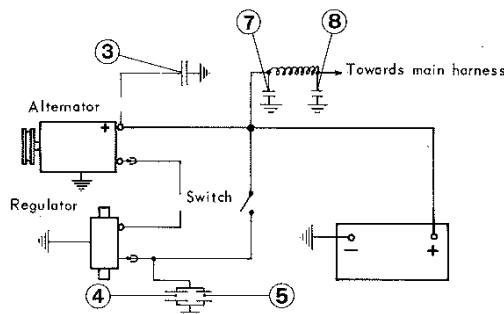 7
8
3
Towards main harness
Alternator
+
Switch
Regulator
− +
4
5